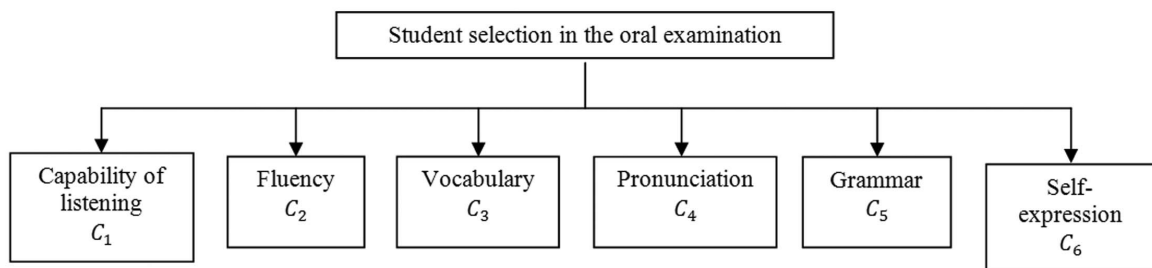 Student selection in the oral examination
Capability of
listening
C₁
Fluency
C₂
Vocabulary
C₃
Pronunciation
C₄
Grammar
C₅
Self-
expression
C₆